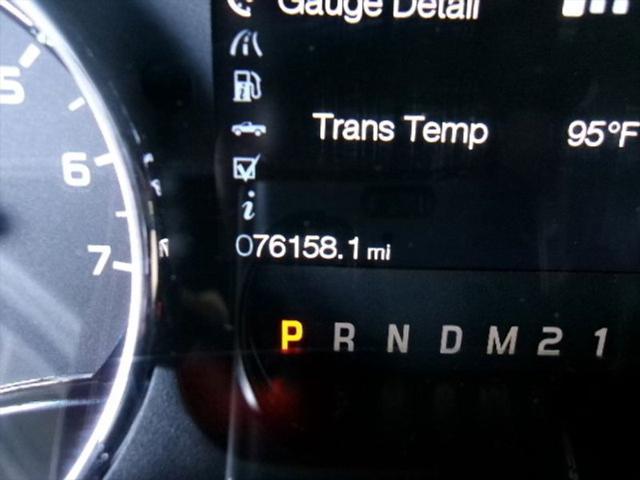 Gauge Detail
5
Trans Temp 95°F
6
i
076158.1 mi
7
P R N D M 2 1